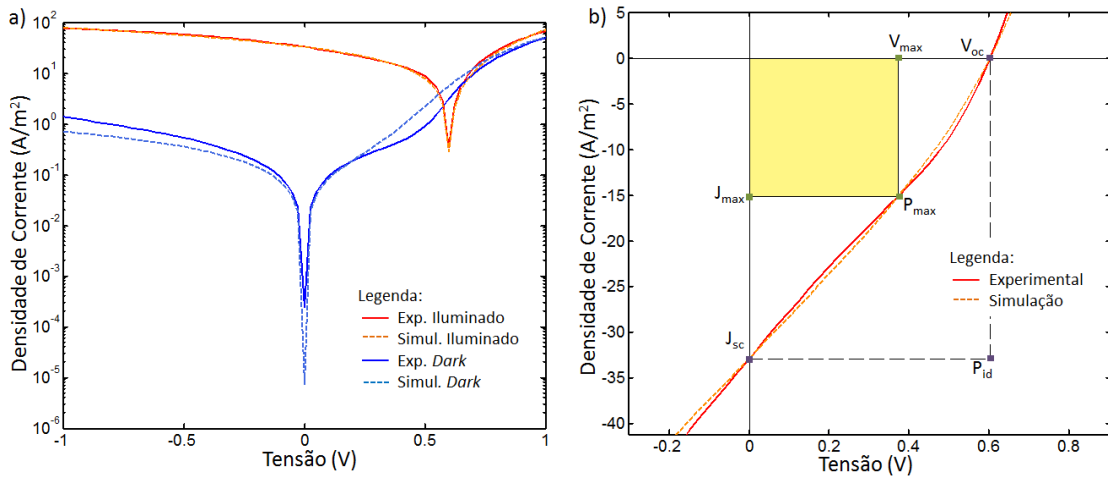 a)
10²
10¹
10⁰
10⁻¹
10⁻²
10⁻³
10⁻⁴
10⁻⁵
10⁻⁶
Densidade de Corrente (A/m²)
Legenda:
Exp. Iluminado
Simul. Iluminado
Exp. Dark
Simul. Dark
-1 -0.5 0 0.5 1
Tensão (V)
b)
5
0
-5
-10
-15
-20
-25
-30
-35
-40
Densidade de Corrente (A/m²)
Vmax
Voc
Jmax
Pmax
Legenda:
Experimental
Simulação
Jsc
Pid
-0.2 0 0.2 0.4 0.6 0.8
Tensão (V)